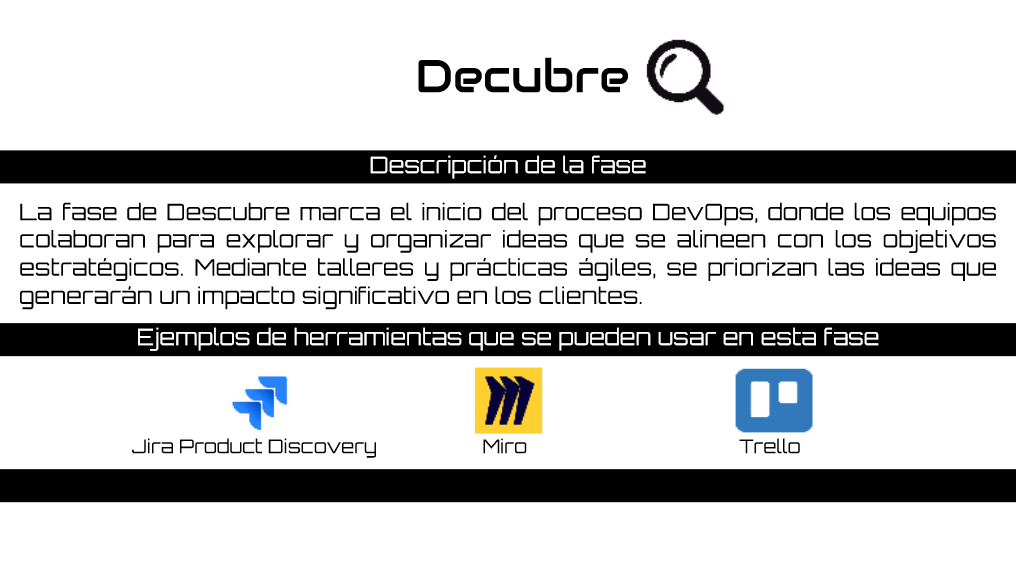 Decubre
Descripción de la fase
La fase de Descubre marca el inicio del proceso DevOps, donde los equipos
colaboran para explorar y organizar ideas que se alineen con los objetivos
estratégicos. Mediante talleres y prácticas ágiles, se priorizan las ideas que
generarán un impacto significativo en los clientes.
Ejemplos de herramientas que se pueden usar en esta fase
Jira Product Discovery
Miro
Trello